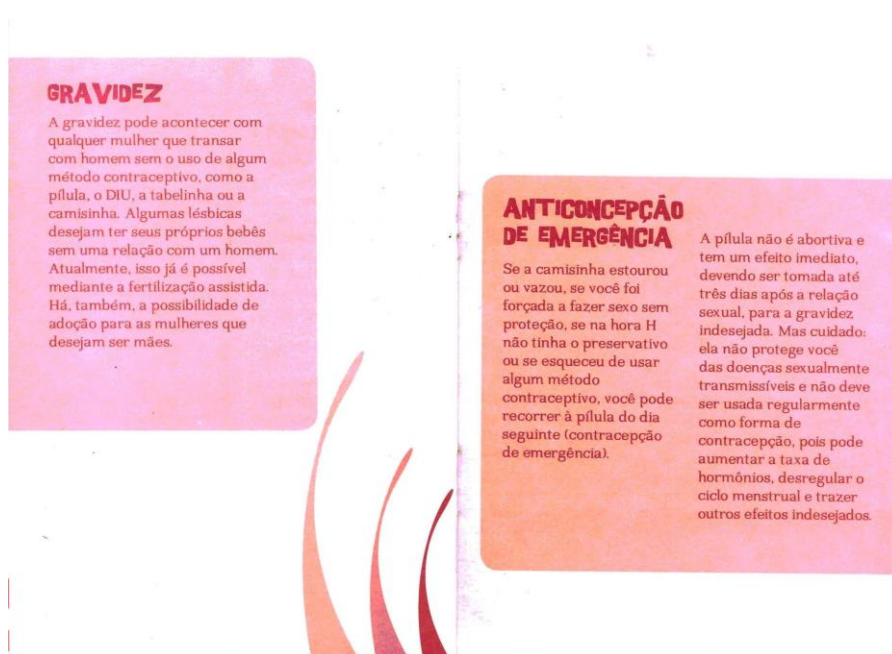 GRAVIDEZ
A gravidez pode acontecer com
qualquer mulher que transar
com homem sem o uso de algum
método contraceptivo, como a
pílula, o DIU, a tabelinha ou a
camisinha. Algumas lésbicas
desejam ter seus próprios bebês
sem uma relação com um homem.
Atualmente, isso já é possível
mediante a fertilização assistida.
Há, também, a possibilidade de
adoção para as mulheres que
desejam ser mães.
ANTICONCEPÇÃO
DE EMERGÊNCIA
Se a camisinha estourou
ou vazou, se você foi
forçada a fazer sexo sem
proteção, se na hora H
não tinha o preservativo
ou se esqueceu de usar
algum método
contraceptivo, você pode
recorrer à pílula do dia
seguinte (contracepção
de emergência).
A pílula não é abortiva e
tem um efeito imediato,
devendo ser tomada até
três dias após a relação
sexual, para a gravidez
indesejada. Mas cuidado:
ela não protege você
das doenças sexualmente
transmissíveis e não deve
ser usada regularmente
como forma de
contracepção, pois pode
aumentar a taxa de
hormônios, desregular o
ciclo menstrual e trazer
outros efeitos indesejados.